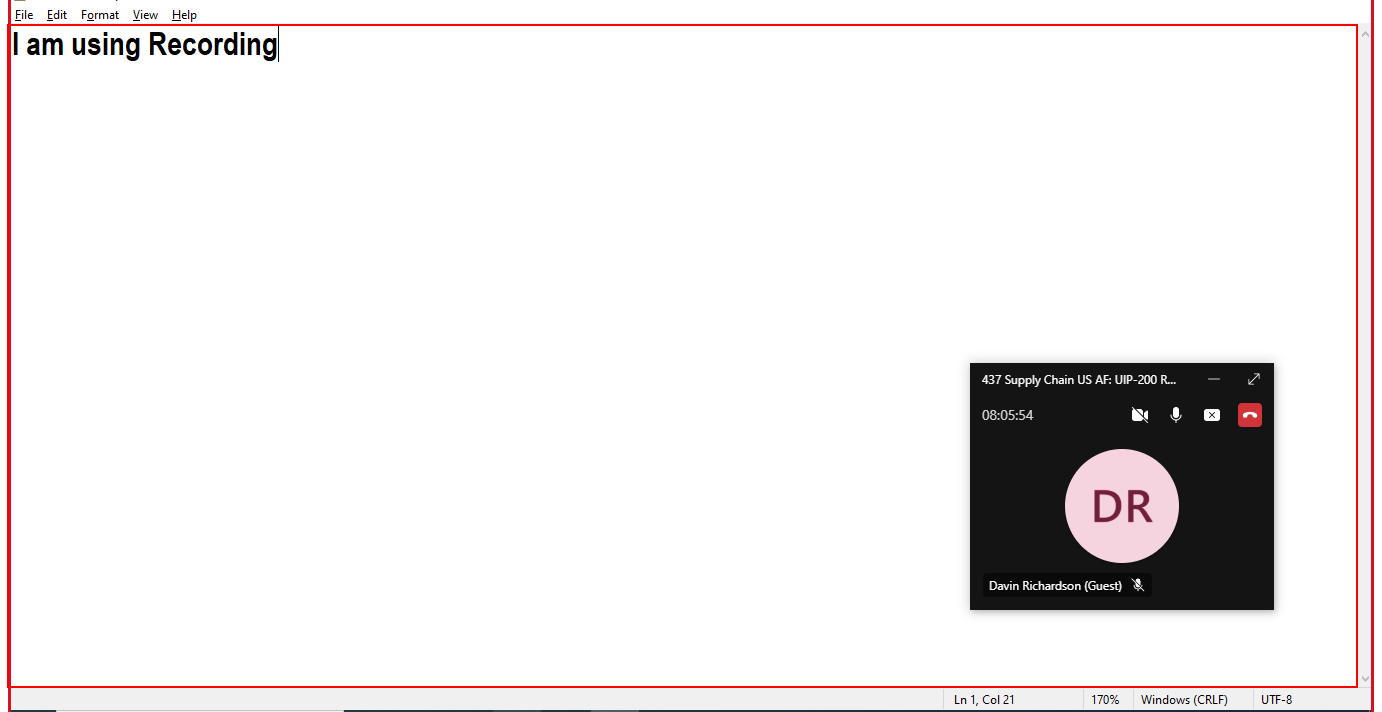 File Edit Format View Help
I am using Recording
437 Supply Chain US AF: UIP-200 R...
08:05:54
DR
Davin Richardson (Guest)
Ln 1, Col 21 170% Windows (CRLF) UTF-8